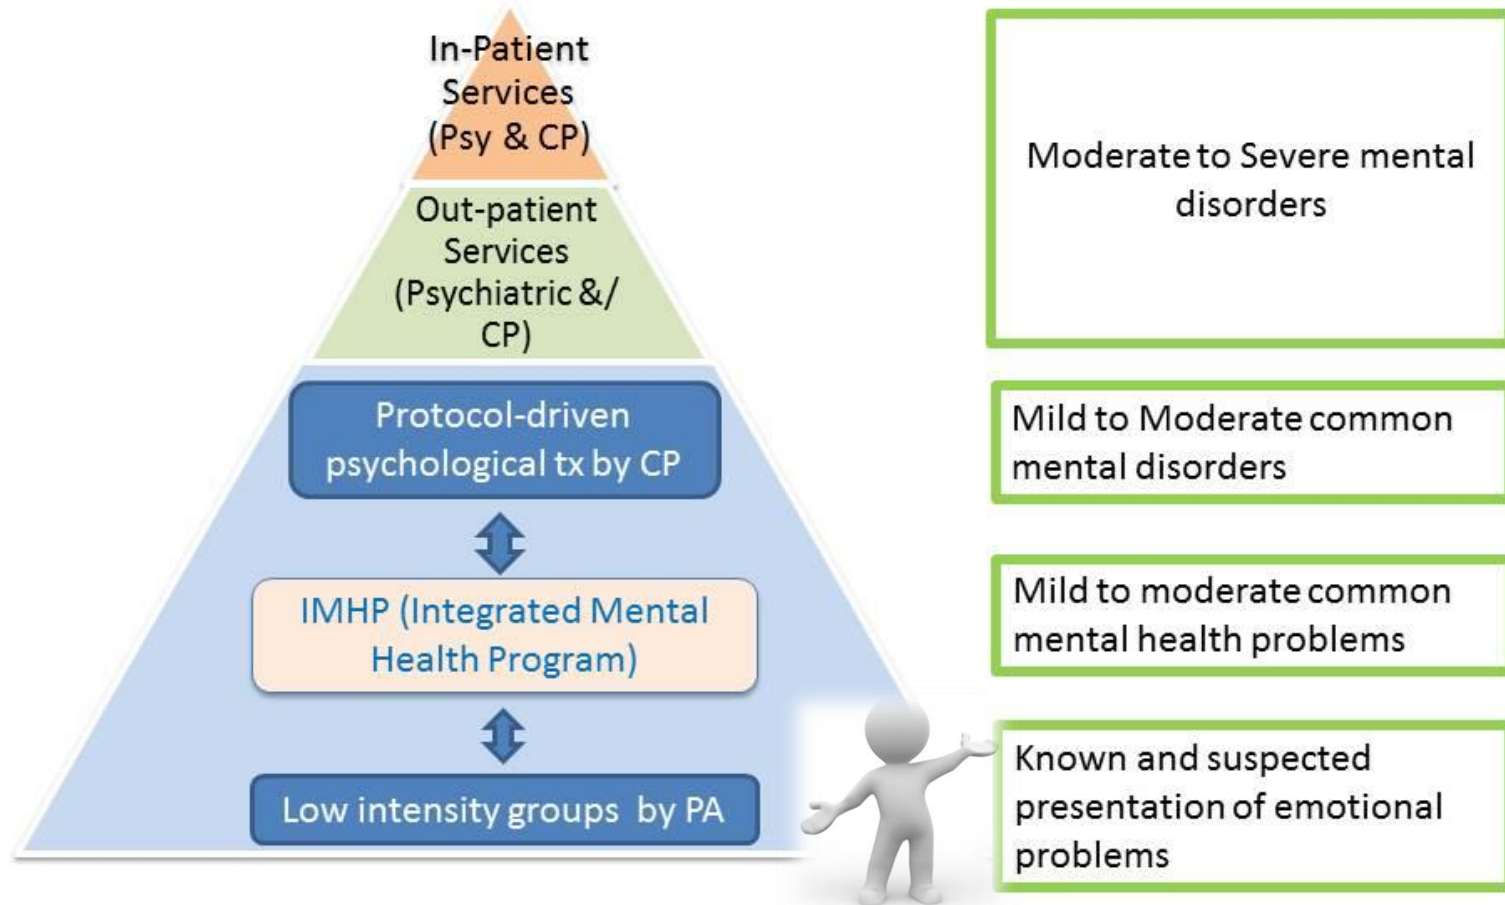 In-Patient
Services
(Psy & CP)
Out-patient
Services
(Psychiatric &/
CP)
Protocol-driven
psychological tx by CP
IMHP (Integrated Mental
Health Program)
Low intensity groups by PA
Moderate to Severe mental
disorders
Mild to Moderate common
mental disorders
Mild to moderate common
mental health problems
Known and suspected
presentation of emotional
problems